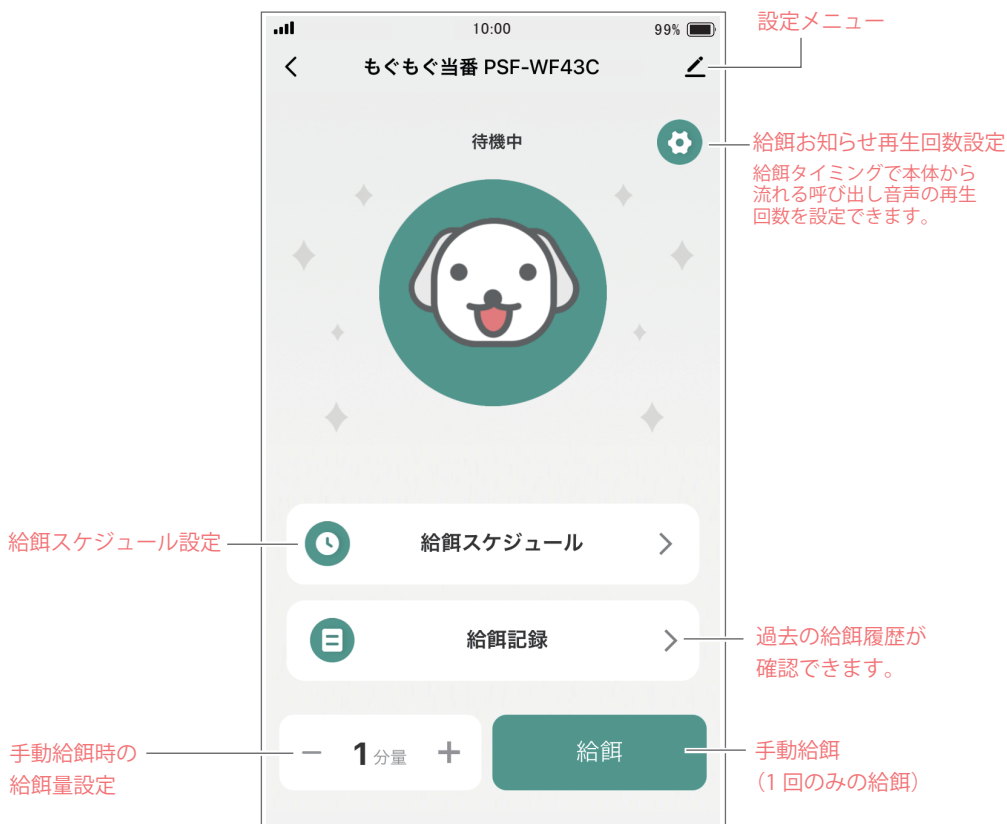 10:00
99%
設定メニュー
もぐもぐ当番 PSF-WF43C
待機中
給餌お知らせ再生回数設定
給餌タイミングで本体から
流れる呼び出し音声の再生
回数を設定できます。
給餌スケジュール設定
給餌スケジュール
給餌記録
過去の給餌履歴が
確認できます。
手動給餌時の
給餌量設定
1分量
給餌
手動給餌
(1回のみの給餌)